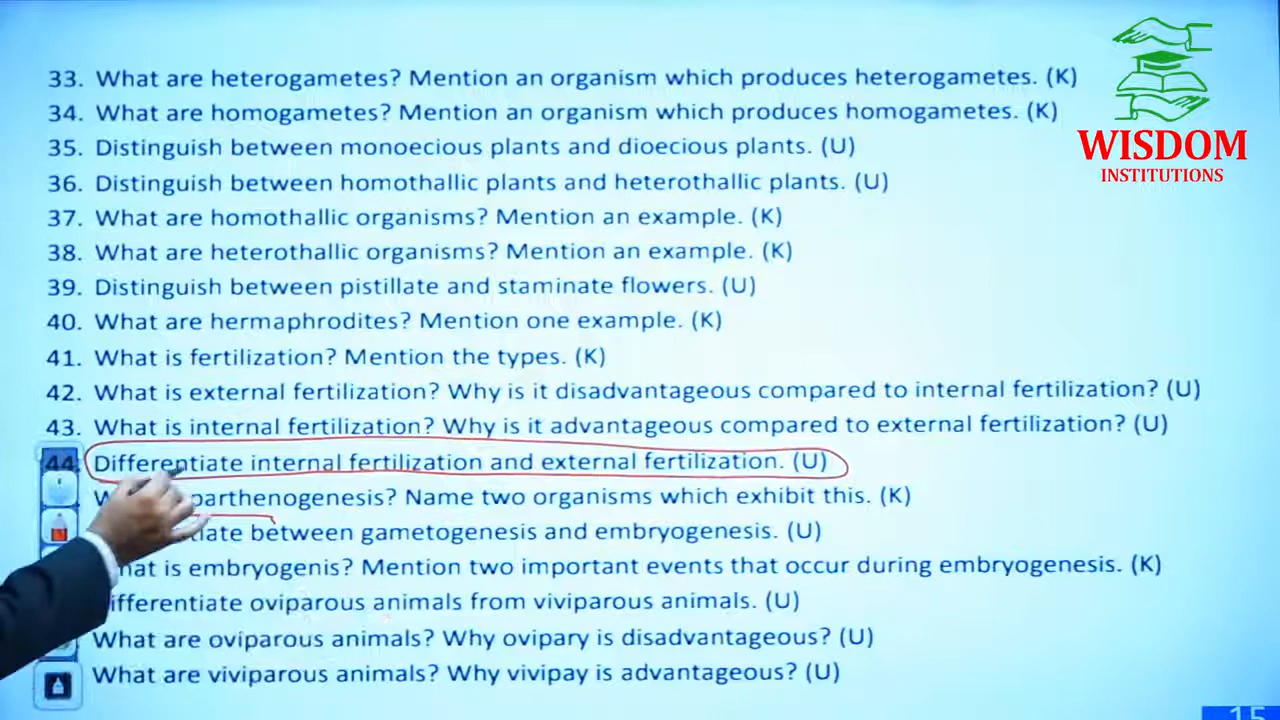 33. What are heterogametes? Mention an organism which produces heterogametes. (K)
34. What are homogametes? Mention an organism which produces homogametes. (K)
35. Distinguish between monoecious plants and dioecious plants. (U)
36. Distinguish between homothallic plants and heterothallic plants. (U)
37. What are homothallic organisms? Mention an example. (K)
38. What are heterothallic organisms? Mention an example. (K)
39. Distinguish between pistillate and staminate flowers. (U)
40. What are hermaphrodites? Mention one example. (K)
41. What is fertilization? Mention the types. (K)
42. What is external fertilization? Why is it disadvantageous compared to internal fertilization? (U)
43. What is internal fertilization? Why is it advantageous compared to external fertilization? (U)
44. Differentiate internal fertilization and external fertilization. (U)
parthenogenesis? Name two organisms which exhibit this. (K)
between gametogenesis and embryogenesis. (U)
is embryogenis? Mention two important events that occur during embryogenesis. (K)
Differentiate oviparous animals from viviparous animals. (U)
What are oviparous animals? Why ovipary is disadvantageous? (U)
What are viviparous animals? Why vivipay is advantageous? (U)
WISDOM
INSTITUTIONS